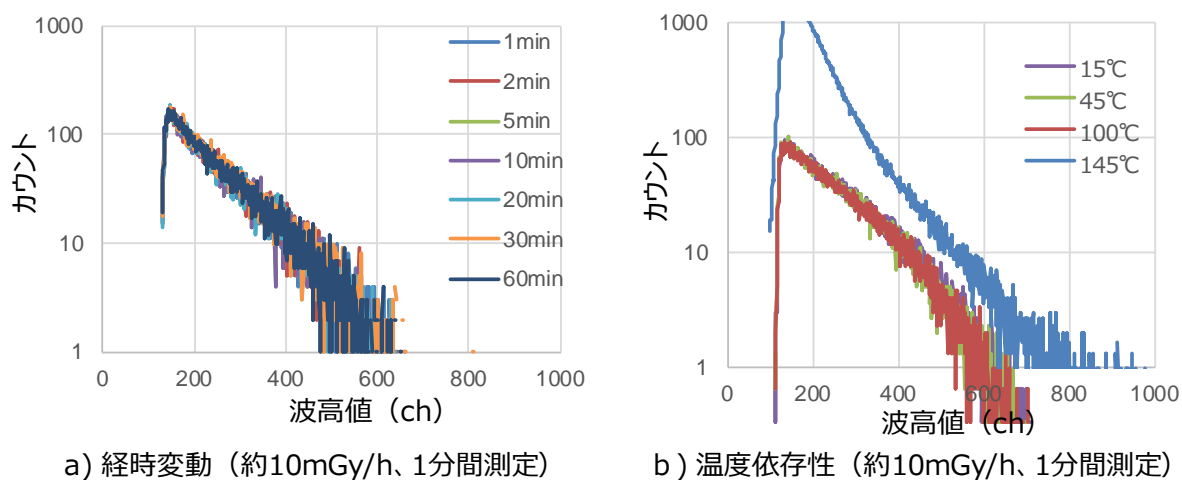 1000
100
10
1
カウント
0
200
400
600
800
1000
波高値（ch）
1min
2min
5min
10min
20min
30min
60min
a) 経時変動（約10mGy/h、1分間測定）
1000
100
10
1
カウント
0
200
400
600
800
1000
波高値（ch）
15℃
45℃
100℃
145℃
b ) 温度依存性（約10mGy/h、1分間測定）